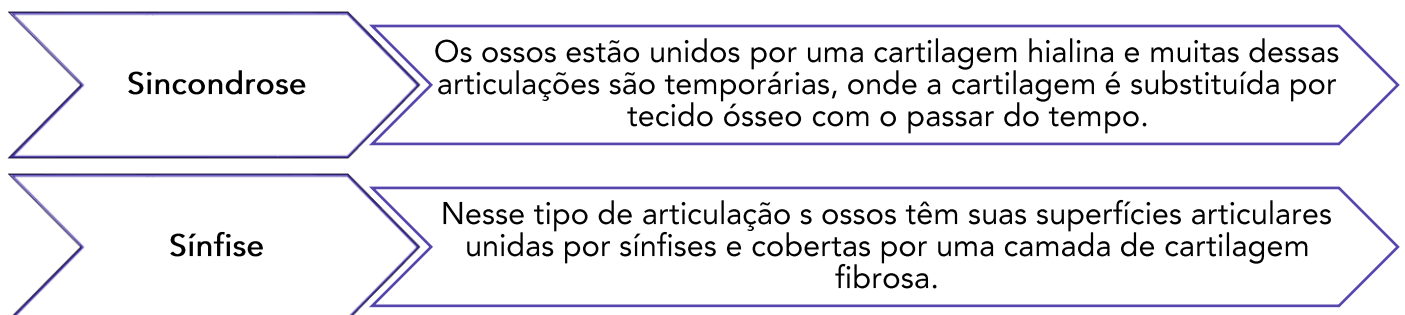 Sincondrose
Os ossos estão unidos por uma cartilagem hialina e muitas dessas
articulações são temporárias, onde a cartilagem é substituída por
tecido ósseo com o passar do tempo.
Sínfise
Nesse tipo de articulação s ossos têm suas superfícies articulares
unidas por sínfises e cobertas por uma camada de cartilagem
fibrosa.